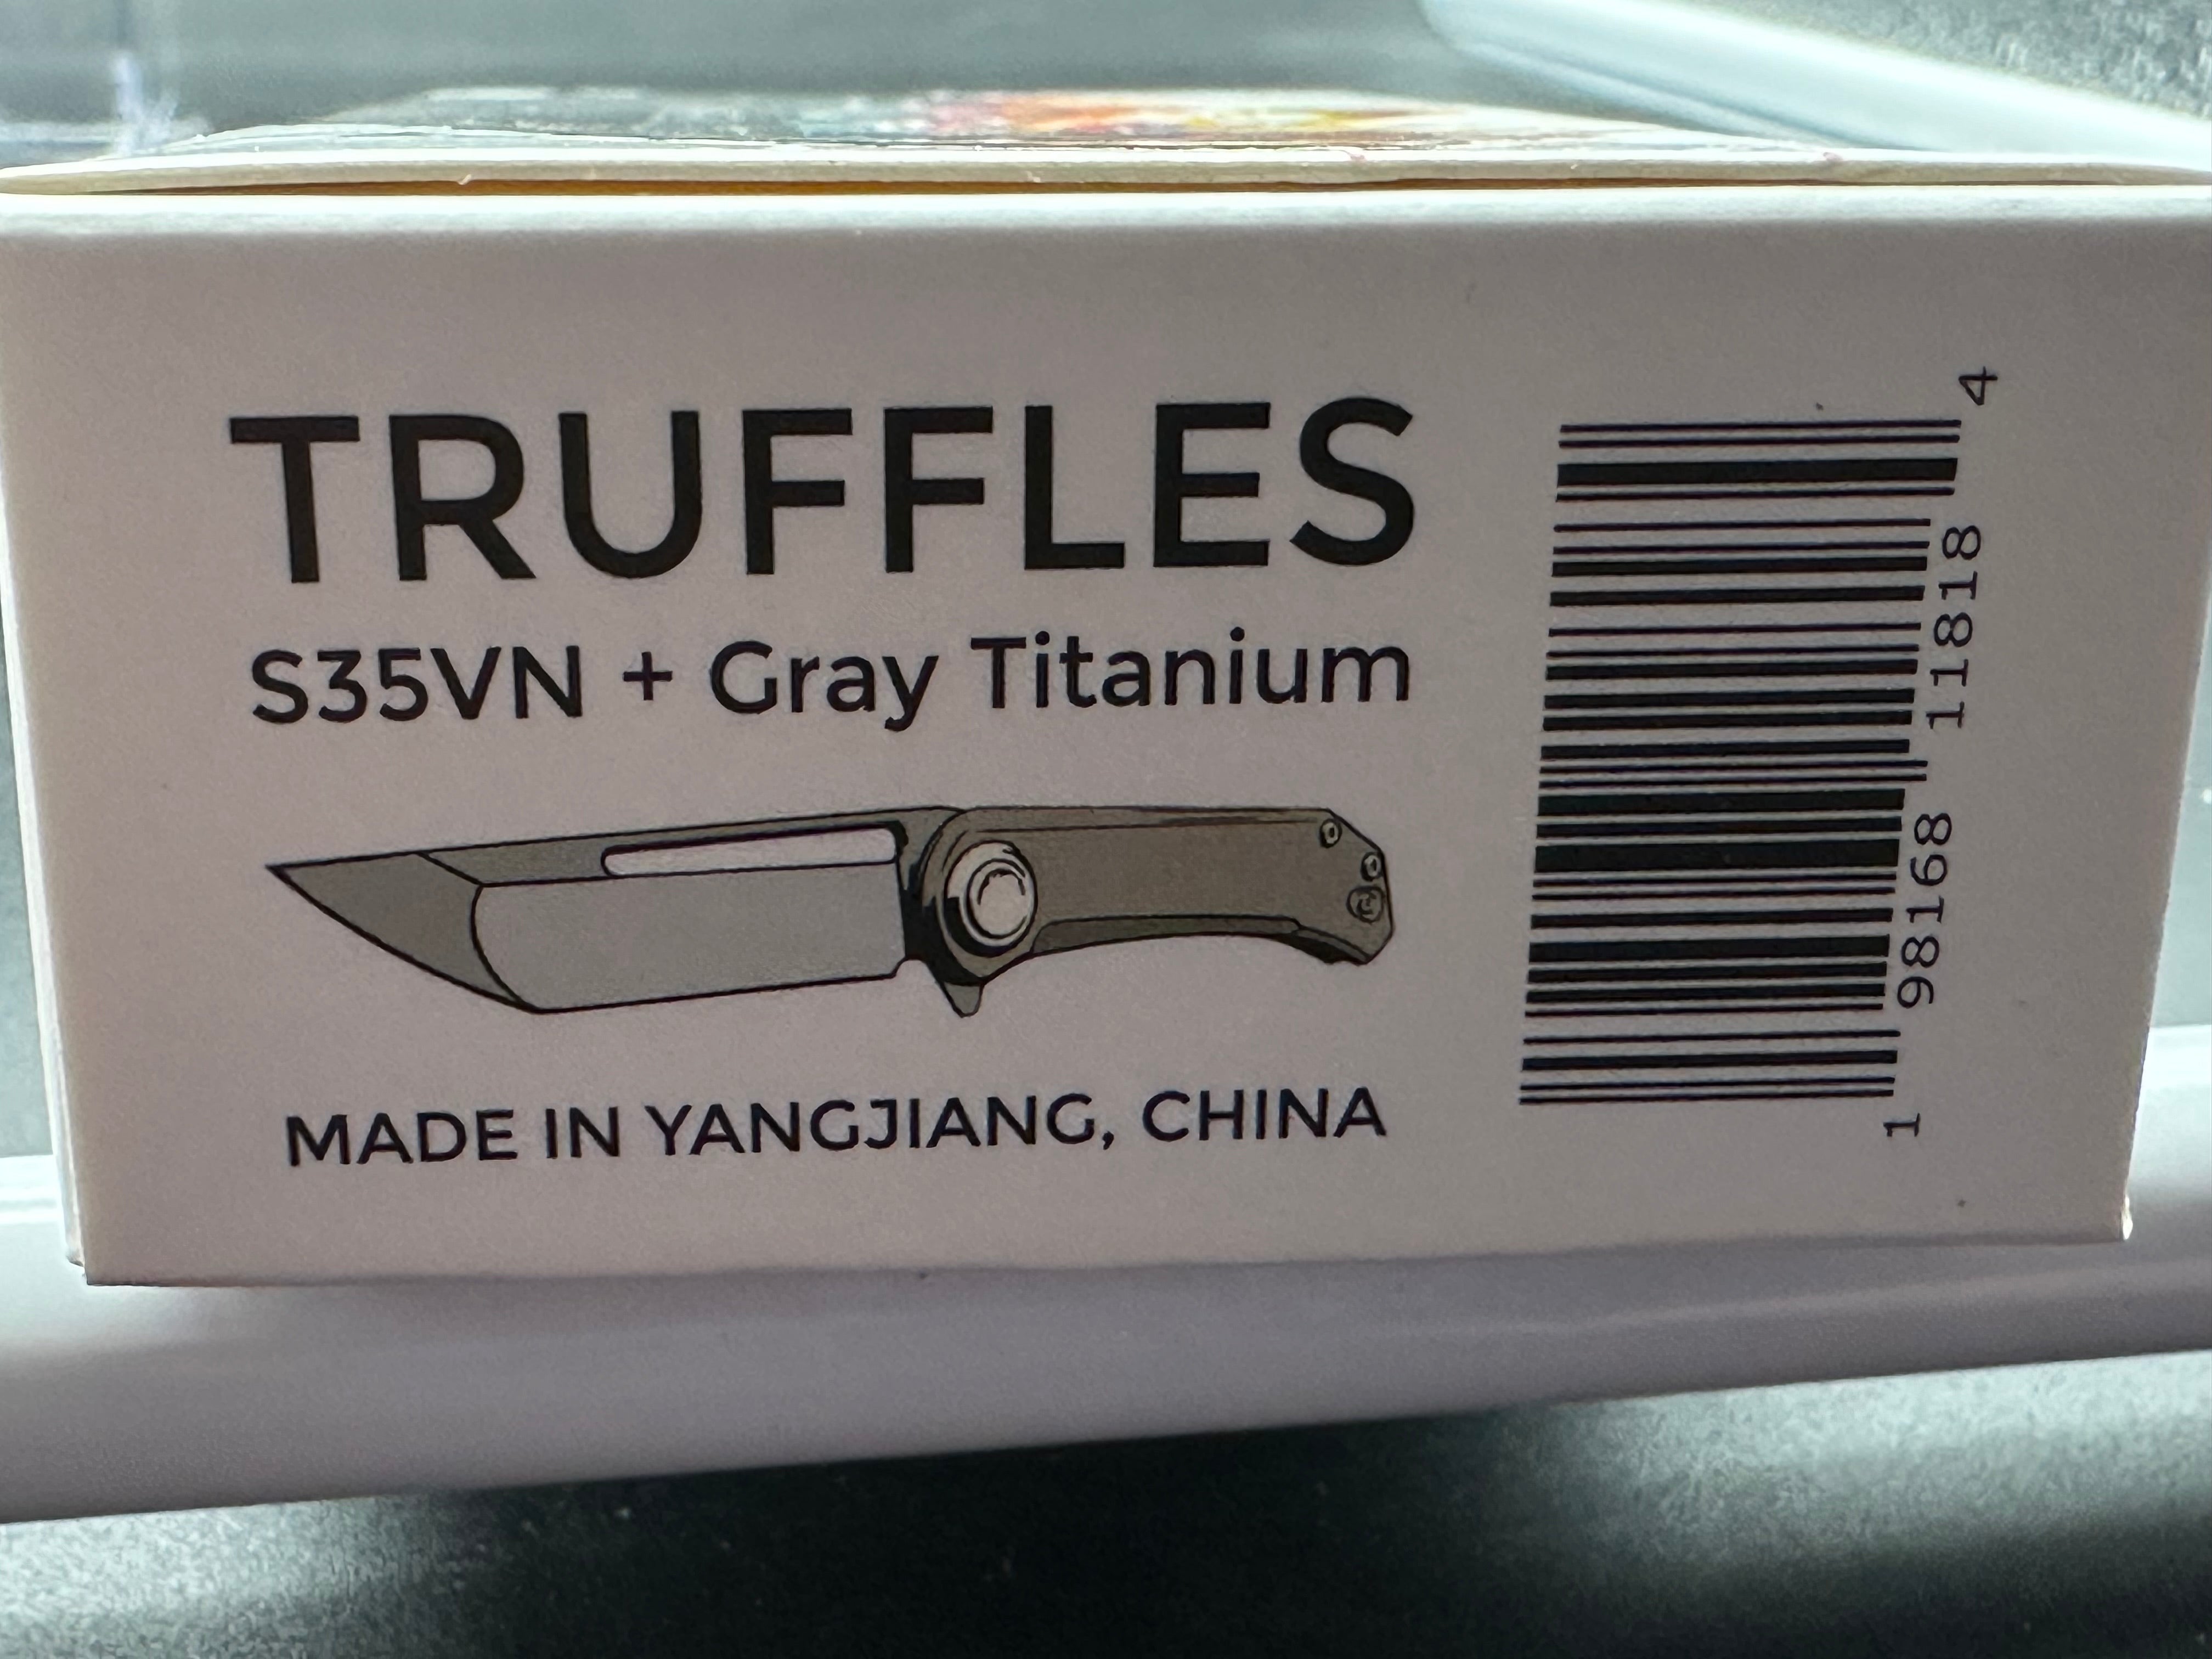 TRUFFLES
S35VN + Gray Titanium
MADE IN YANGJIANG, CHINA
1 98168 11818 4